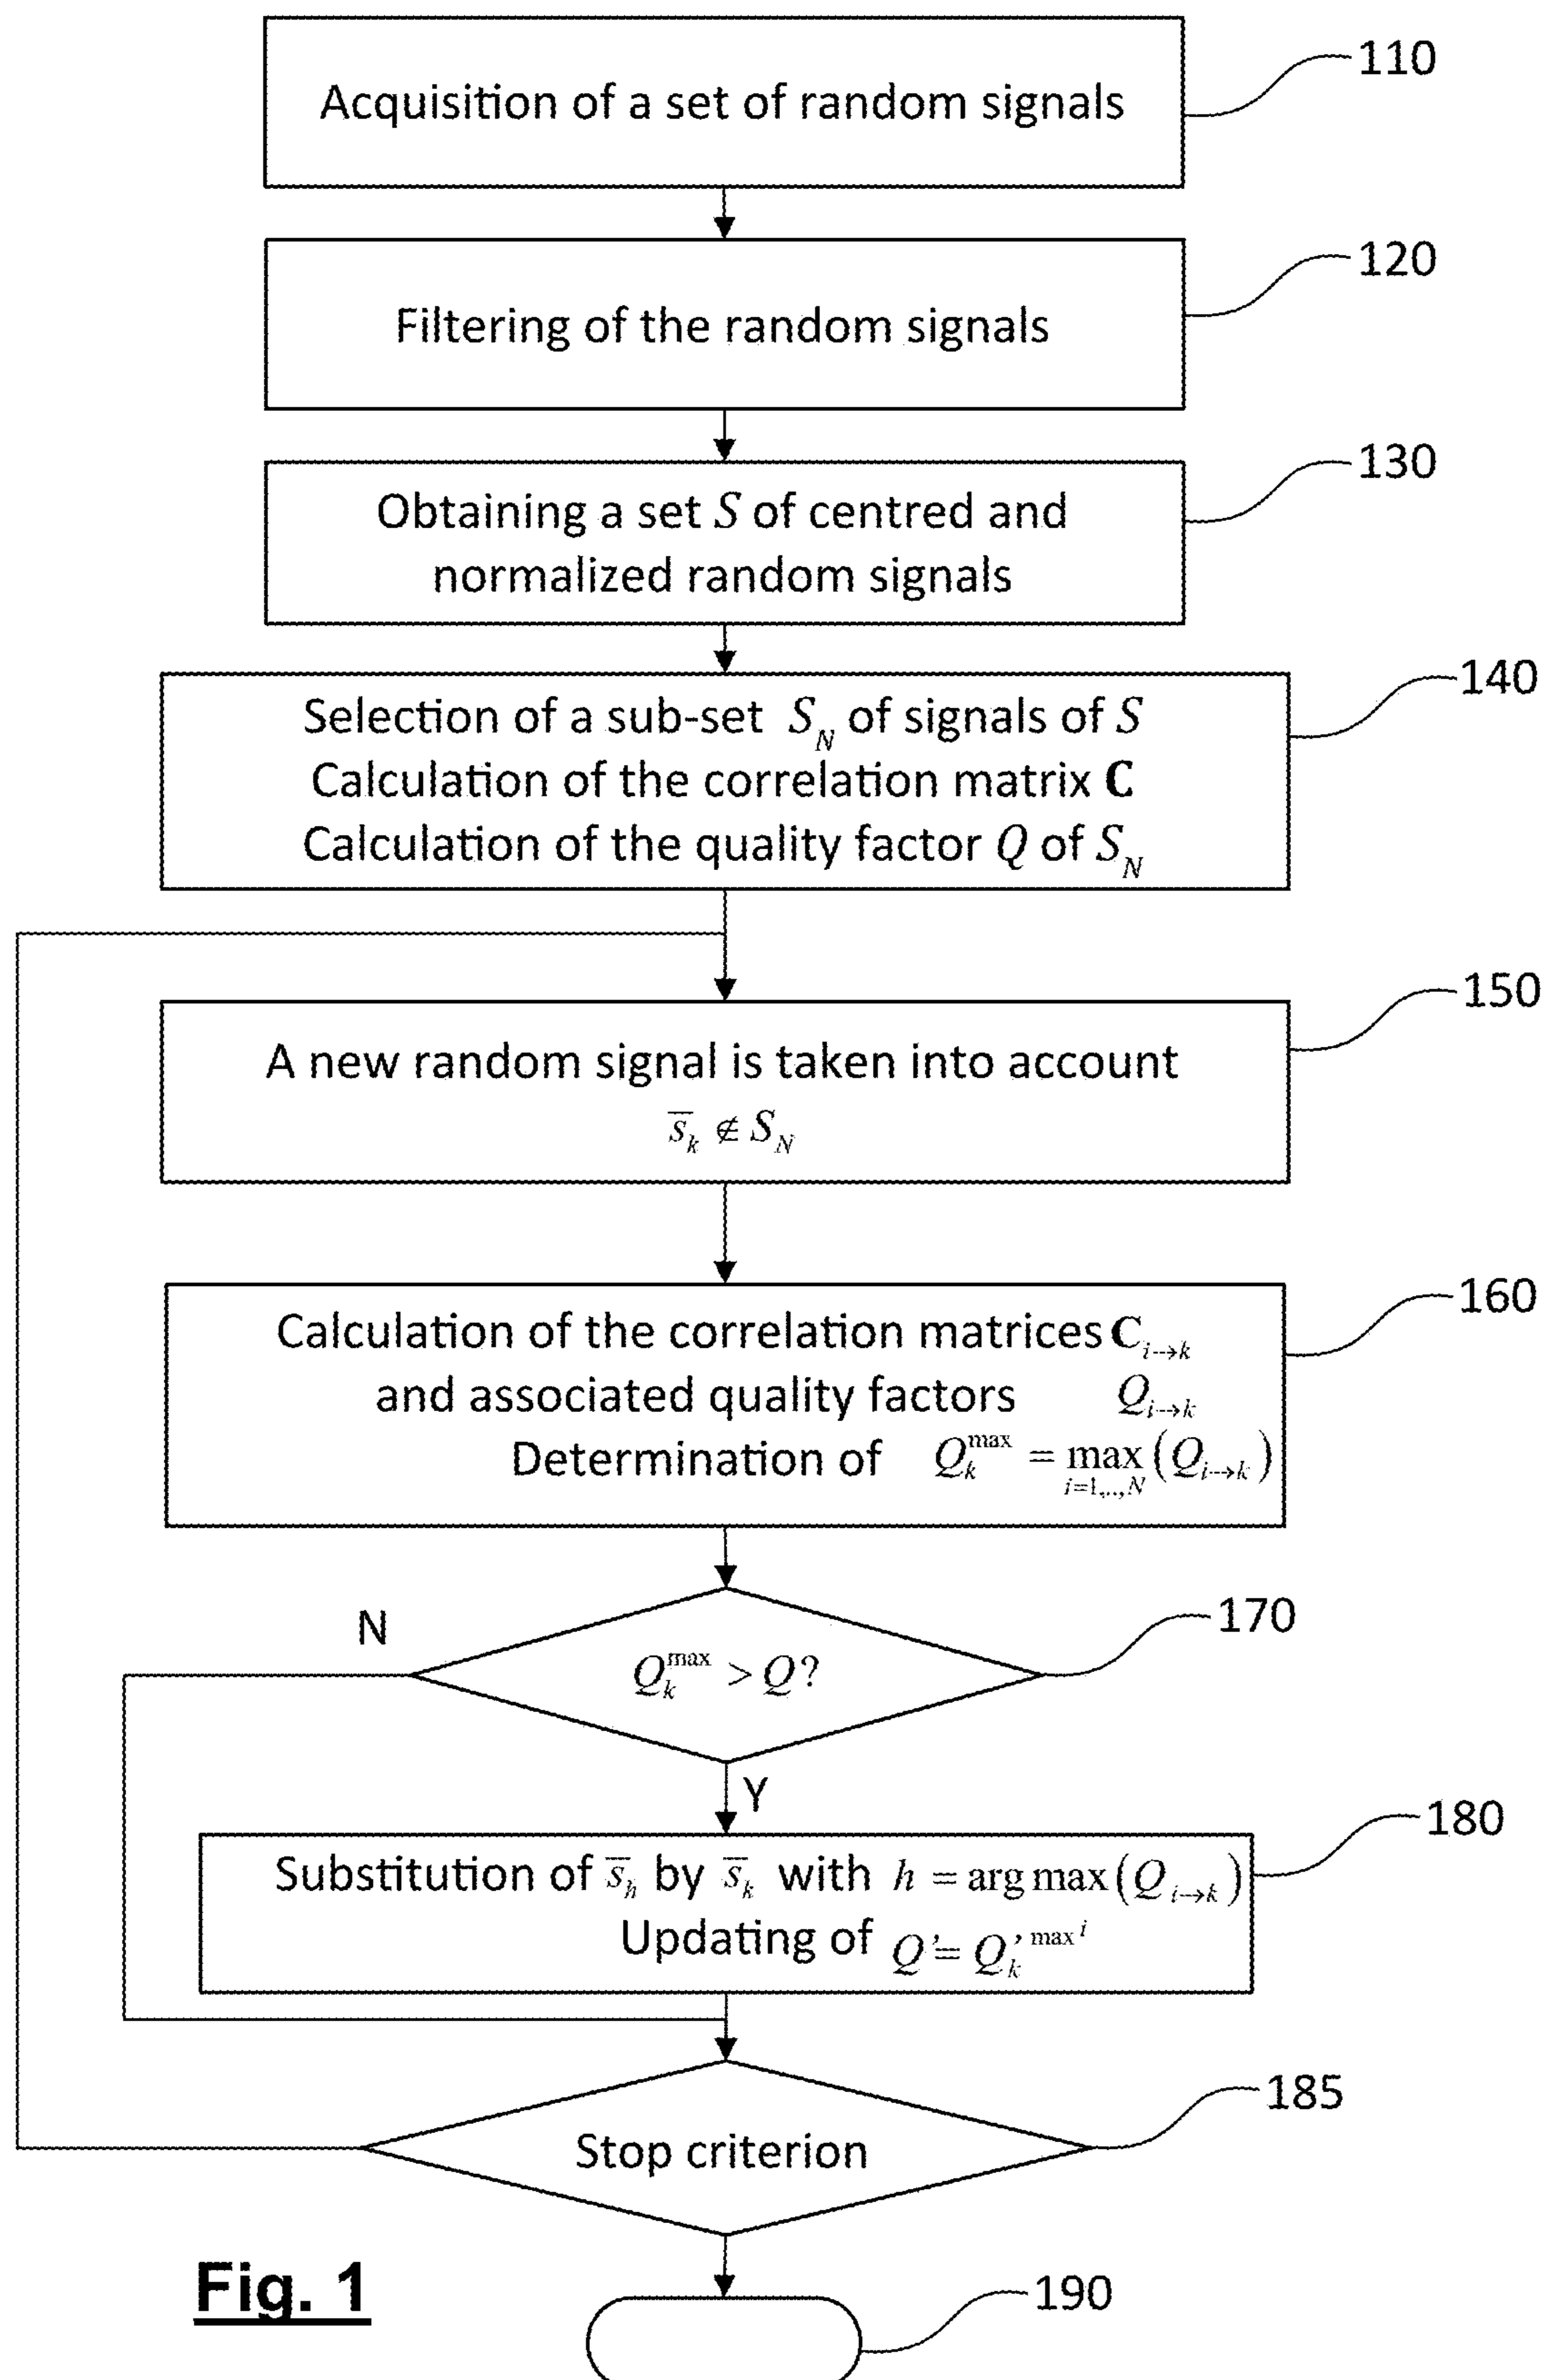 Acquisition of a set of random signals
110
Filtering of the random signals
120
Obtaining a set S of centred and
normalized random signals
130
Selection of a sub-set S_N of signals of S
Calculation of the correlation matrix C
Calculation of the quality factor Q of S_N
140
A new random signal is taken into account
s̄_k ∉ S_N
150
Calculation of the correlation matrices C_{i→k}
and associated quality factors Q_{i→k}
Determination of Q_k^{max} = max_{i=1,..,N} (Q_{i→k})
160
N
Q_k^{max} > Q?
170
Y
Substitution of s̄_h by s̄_k with h = arg max (Q_{i→k})
i
Updating of Q' = Q_k'^{max}
180
Stop criterion
185
190
Fig. 1